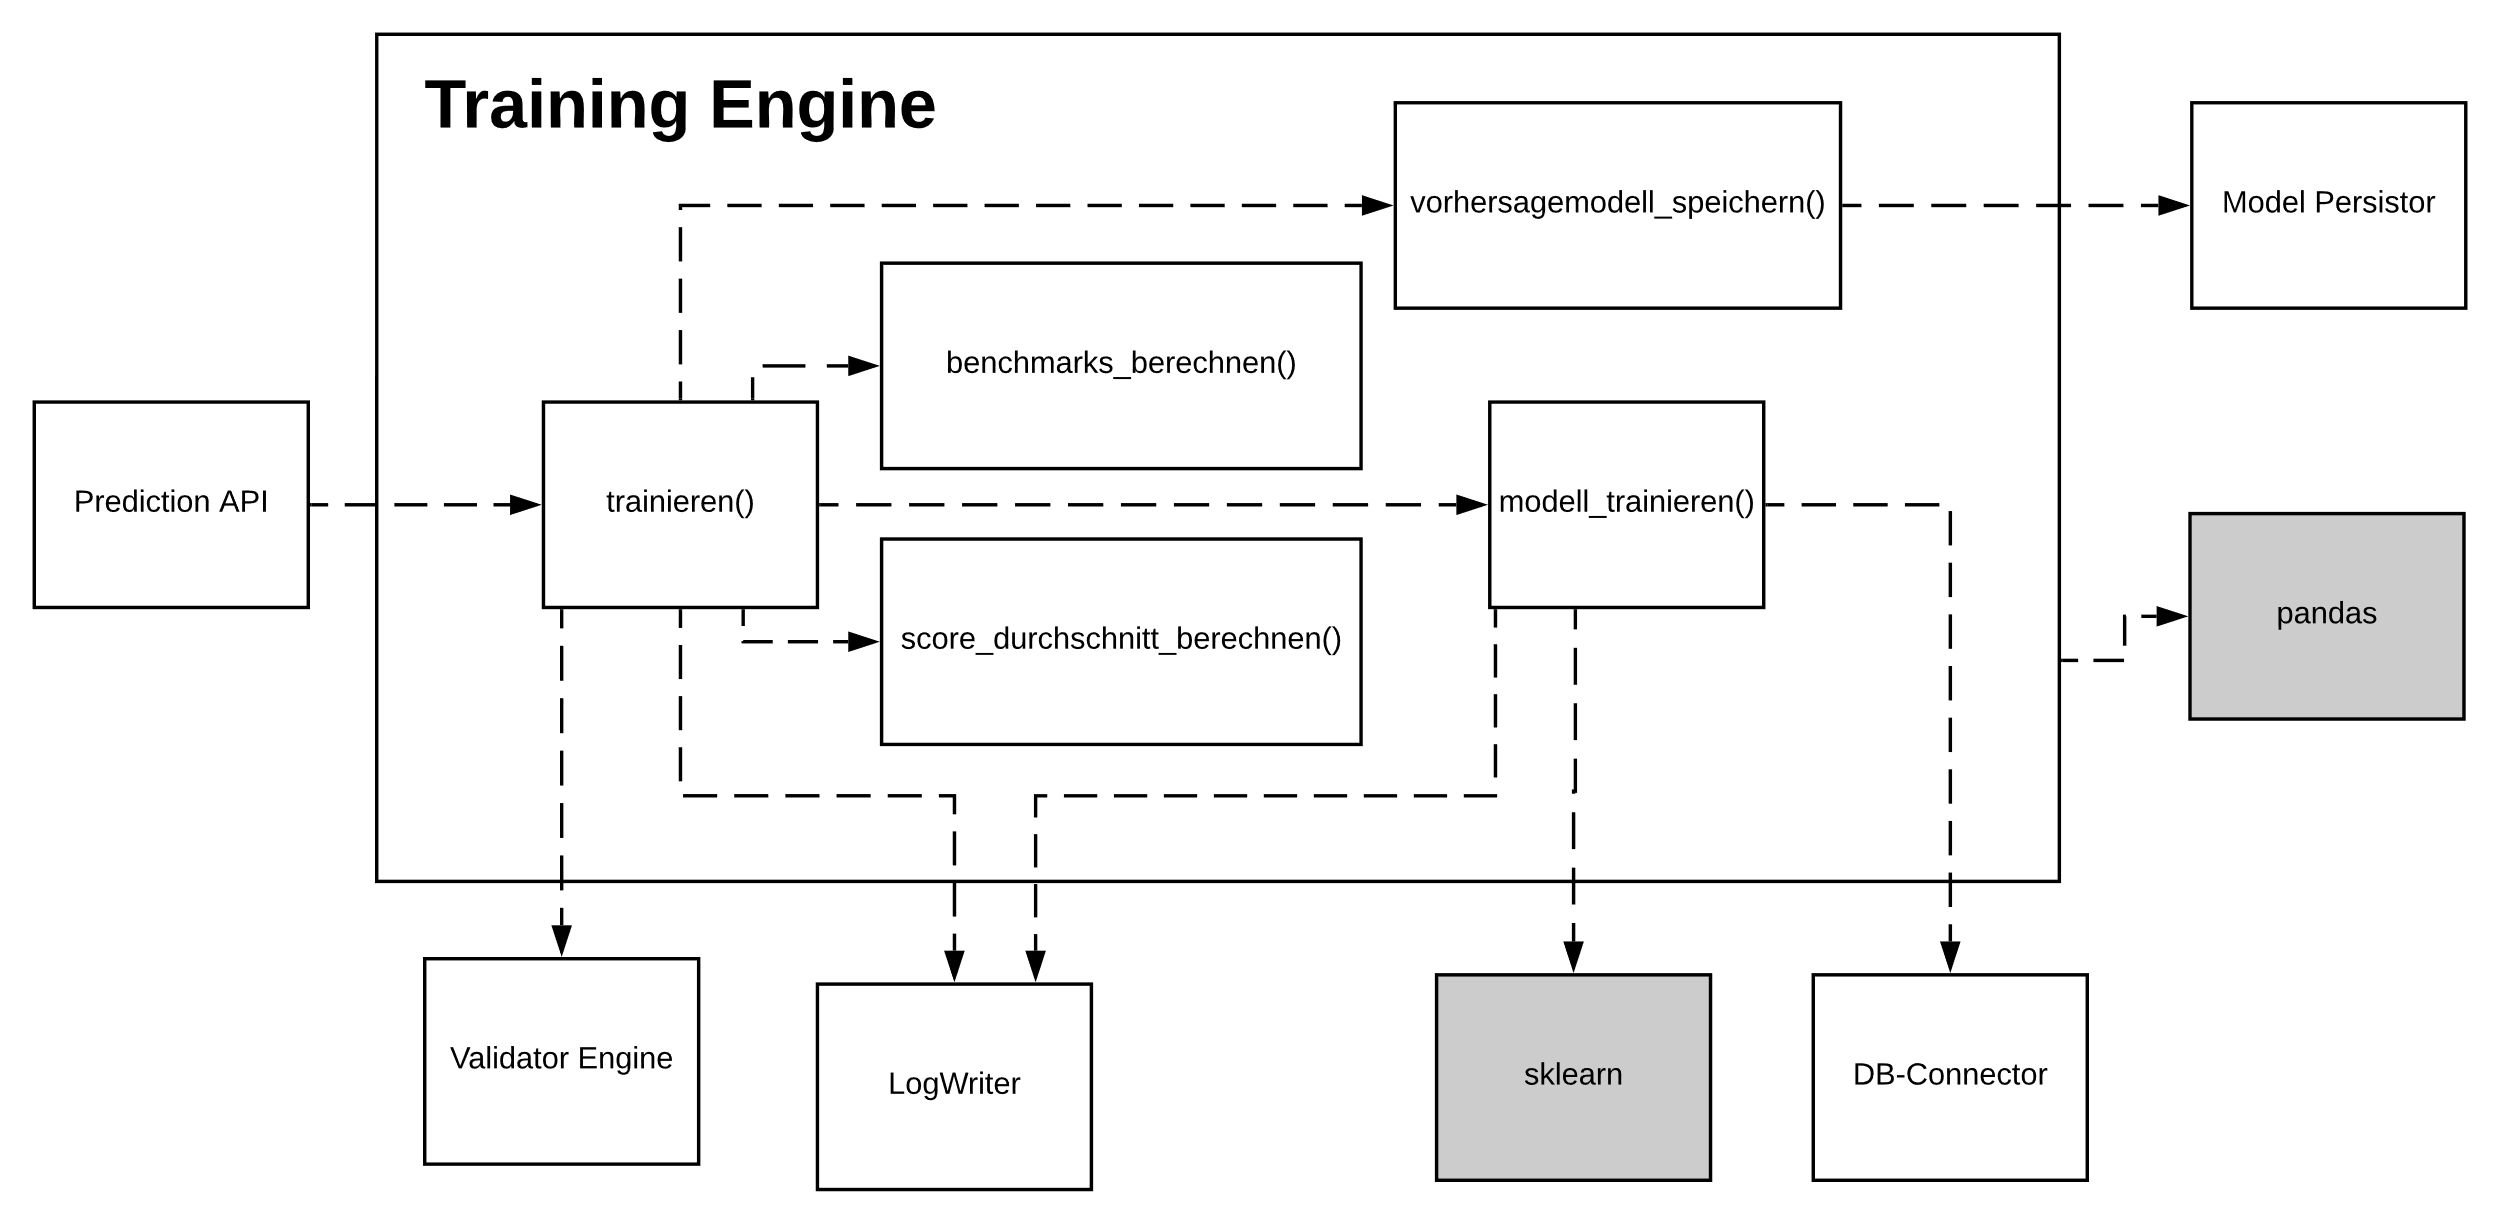 Training Engine
vorhersagemodell_speichern()
Model Persistor
benchmarks_berechnen()
Prediction API
trainieren()
modell_trainieren()
pandas
score_durchschnitt_berechnen()
Validator Engine
LogWriter
sklearn
DB-Connector